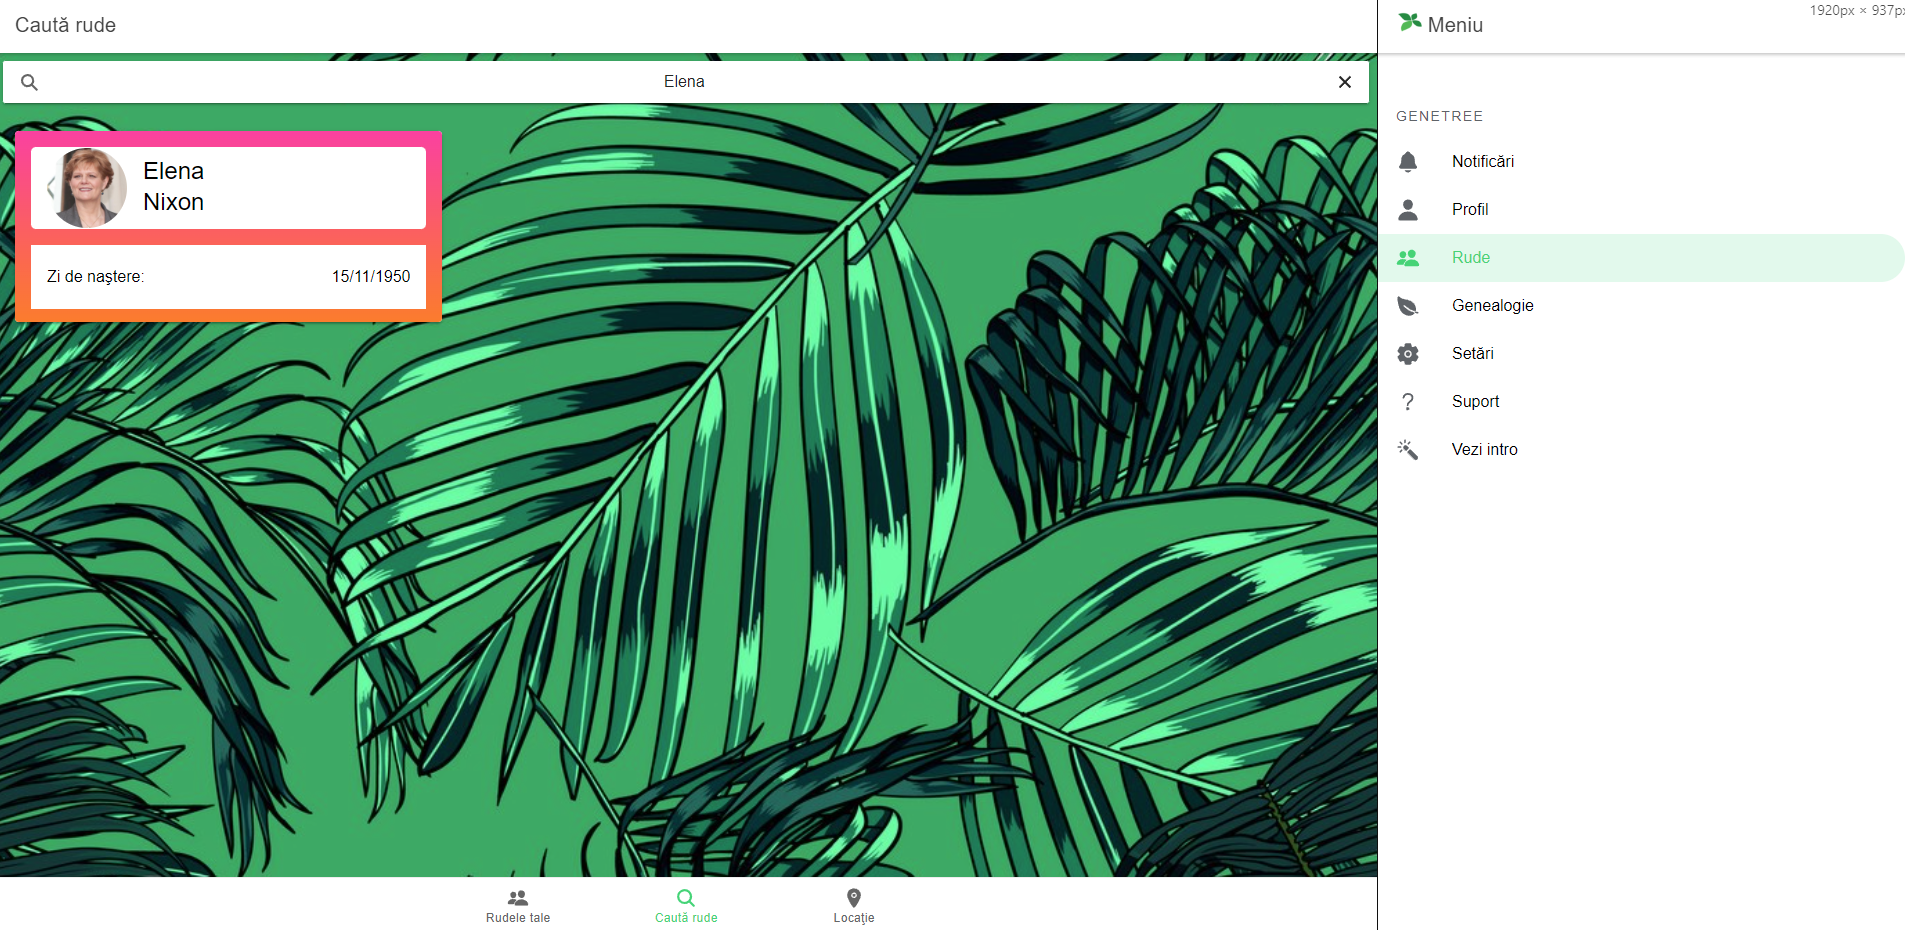 Caută rude
Elena
Elena
Nixon
Zi de naştere: 15/11/1950
Rudele tale
Caută rude
Locaţie
Meniu
1920px × 937px
GENETREE
Notificări
Profil
Rude
Genealogie
Setări
Suport
Vezi intro